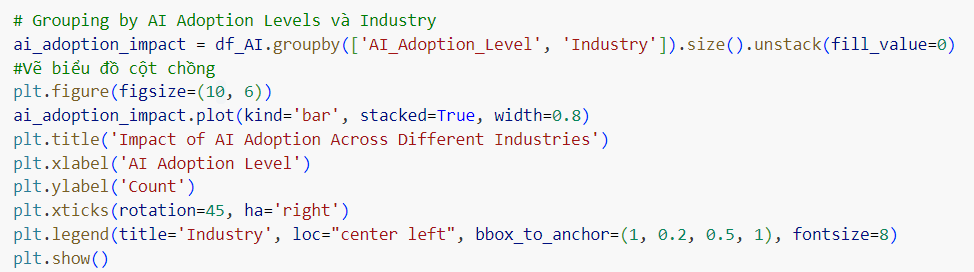 # Grouping by AI Adoption Levels và Industry
ai_adoption_impact = df_AI.groupby(['AI_Adoption_Level', 'Industry']).size().unstack(fill_value=0)
#Vẽ biểu đồ cột chồng
plt.figure(figsize=(10, 6))
ai_adoption_impact.plot(kind='bar', stacked=True, width=0.8)
plt.title('Impact of AI Adoption Across Different Industries')
plt.xlabel('AI Adoption Level')
plt.ylabel('Count')
plt.xticks(rotation=45, ha='right')
plt.legend(title='Industry', loc="center left", bbox_to_anchor=(1, 0.2, 0.5, 1), fontsize=8)
plt.show()